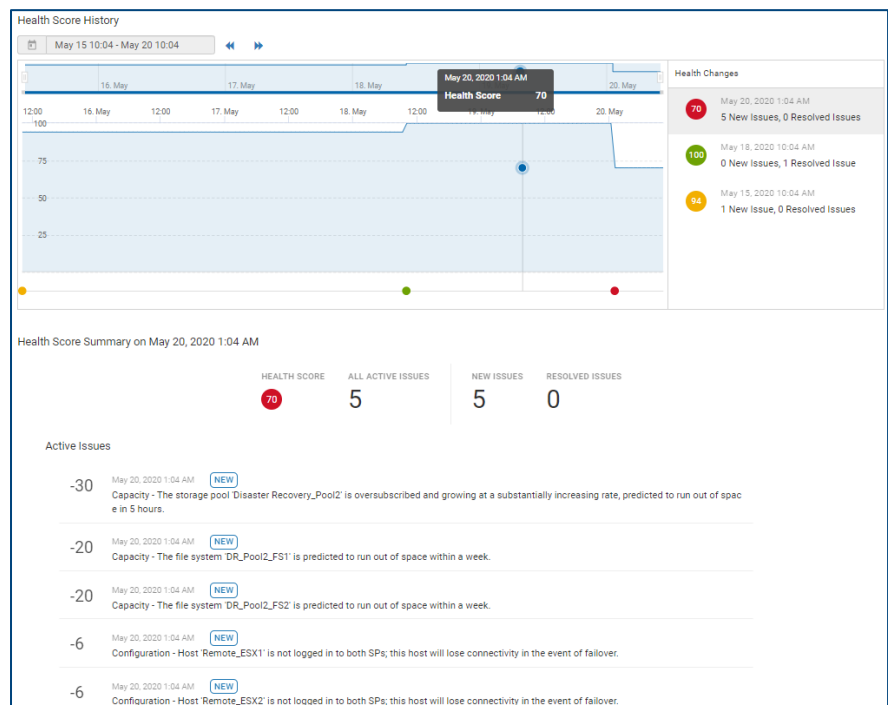 Health Score History
May 15 10:04 - May 20 10:04
16. May
17. May
18. May
20. May
May 20, 2020 1:04 AM
Health Score 70
12:00
16. May
12:00
17. May
12:00
18. May
12:00
19. May
12:00
20. May
100
75
50
25
Health Changes
70
May 20, 2020 1:04 AM
5 New Issues, 0 Resolved Issues
100
May 18, 2020 10:04 AM
0 New Issues, 1 Resolved Issue
94
May 15, 2020 10:04 AM
1 New Issue, 0 Resolved Issues
Health Score Summary on May 20, 2020 1:04 AM
HEALTH SCORE
ALL ACTIVE ISSUES
NEW ISSUES
RESOLVED ISSUES
70
5
5
0
Active Issues
-30
May 20, 2020 1:04 AM NEW
Capacity - The storage pool 'Disaster Recovery_Pool2' is oversubscribed and growing at a substantially increasing rate, predicted to run out of spac
e in 5 hours.
-20
May 20, 2020 1:04 AM NEW
Capacity - The file system 'DR_Pool2_FS1' is predicted to run out of space within a week.
-20
May 20, 2020 1:04 AM NEW
Capacity - The file system 'DR_Pool2_FS2' is predicted to run out of space within a week.
-6
May 20, 2020 1:04 AM NEW
Configuration - Host 'Remote_ESX1' is not logged in to both SPs; this host will lose connectivity in the event of failover.
-6
May 20, 2020 1:04 AM NEW
Configuration - Host 'Remote_ESX2' is not logged in to both SPs; this host will lose connectivity in the event of failover.